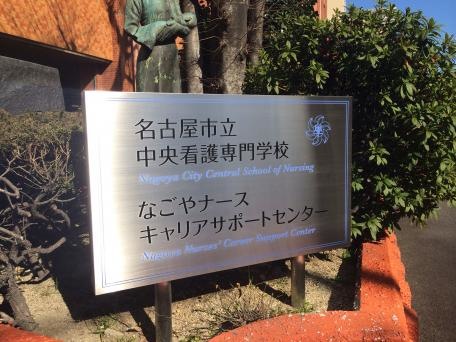 名古屋市立
中央看護専門学校
Nagoya City Central School of Nursing
なごやナース
キャリアサポートセンター
Nagoya Nurses' Career Support Center